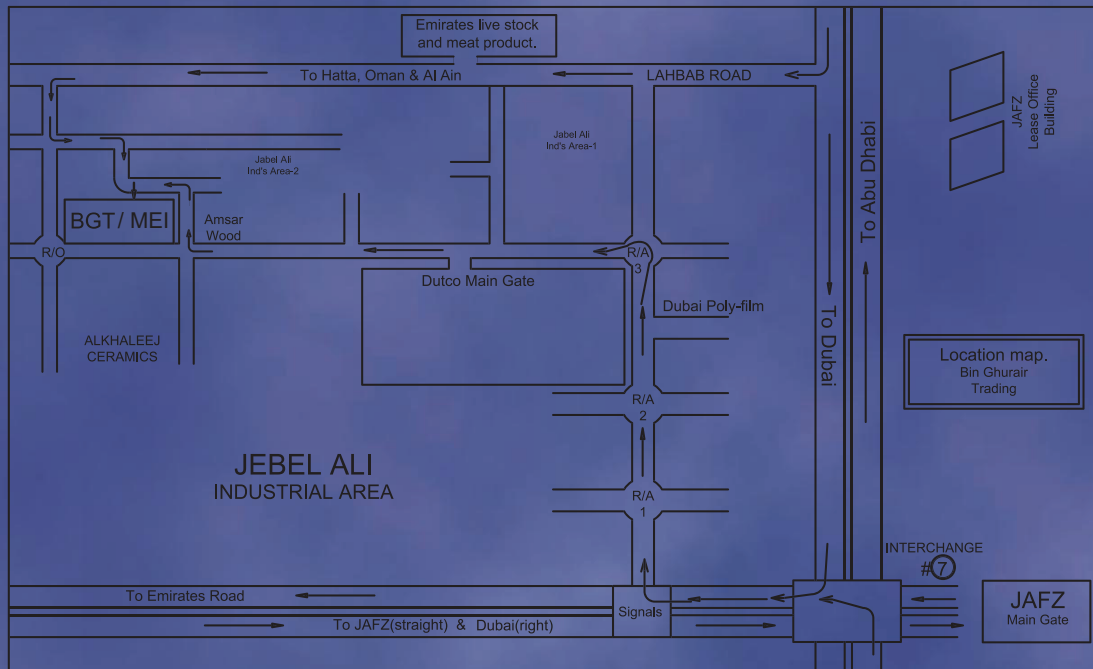 Emirates live stock
and meat product.
To Hatta, Oman & Al Ain
LAHBAB ROAD
JAFZ
Lease Office
Building
Jabel Ali
Ind's Area-1
Jabel Ali
Ind's Area-2
To Abu Dhabi
BGT/ MEI
Amsar
Wood
R/O
R/A
3
Dutco Main Gate
Dubai Poly-film
To Dubai
ALKHALEEJ
CERAMICS
Location map.
Bin Ghurair
Trading
R/A
2
JEBEL ALI
INDUSTRIAL AREA
R/A
1
INTERCHANGE
#7
To Emirates Road
Signals
JAFZ
Main Gate
To JAFZ(straight) & Dubai(right)